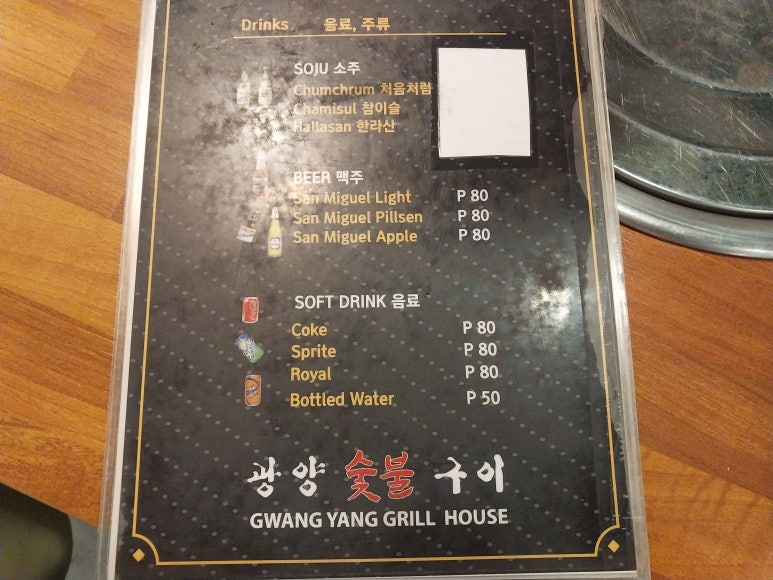 Drinks 음료, 주류
SOJU 소주
Chumchrum 처음처럼
Chamisul 참이슬
Hallasan 한라산
BEER 맥주
San Miguel Light P 80
San Miguel Pillsen P 80
San Miguel Apple P 80
SOFT DRINK 음료
Coke P 80
Sprite P 80
Royal P 80
Bottled Water P 50
광양 숯불 구이
GWANG YANG GRILL HOUSE